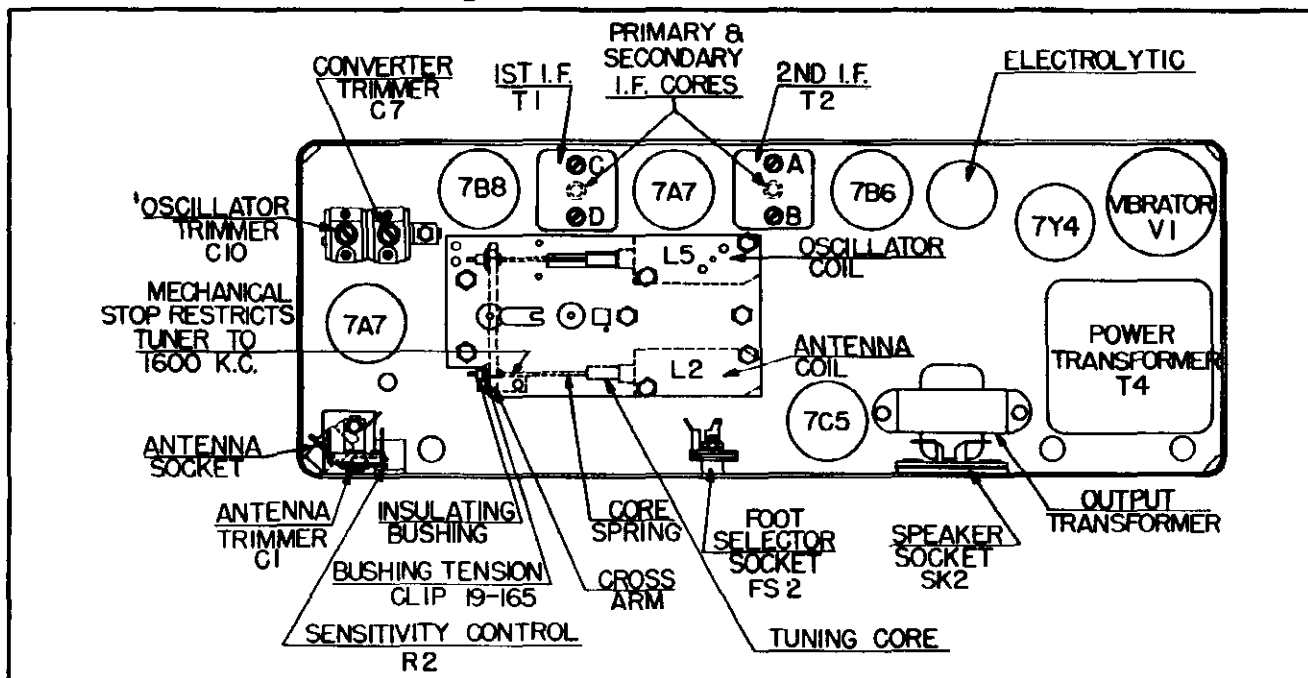 PRIMARY &
SECONDARY
I.F. CORES
CONVERTER
TRIMMER
C7
1ST I.F.
T1
2ND I.F.
T2
ELECTROLYTIC
OSCILLATOR
TRIMMER
C10
7B8
C
D
7A7
A
B
7B6
7Y4
VIBRATOR
V1
MECHANICAL
STOP RESTRICTS
TUNER TO
1600 K.C.
7A7
L5
OSCILLATOR
COIL
L2
ANTENNA
COIL
POWER
TRANSFORMER
T4
7C5
ANTENNA
SOCKET
ANTENNA
TRIMMER
C1
INSULATING
BUSHING
BUSHING TENSION
CLIP 19-165
SENSITIVITY CONTROL
R2
CORE
SPRING
CROSS
ARM
FOOT
SELECTOR
SOCKET
FS2
TUNING CORE
SPEAKER
SOCKET
SK2
OUTPUT
TRANSFORMER